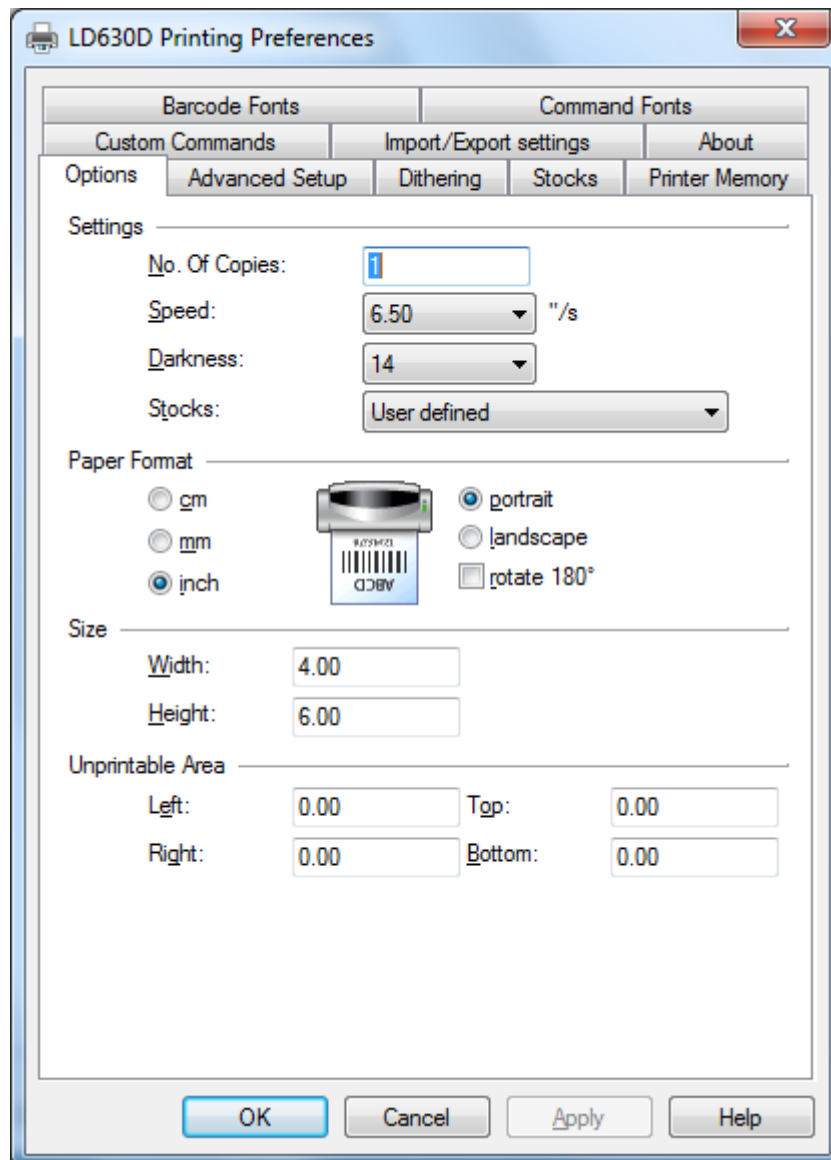 LD630D Printing Preferences
Barcode Fonts Command Fonts
Custom Commands Import/Export settings About
Options Advanced Setup Dithering Stocks Printer Memory
Settings
No. Of Copies: 1
Speed: 6.50 "/s
Darkness: 14
Stocks: User defined
Paper Format
cm portrait
mm landscape
inch rotate 180°
ABCD
Size
Width: 4.00
Height: 6.00
Unprintable Area
Left: 0.00 Top: 0.00
Right: 0.00 Bottom: 0.00
OK Cancel Apply Help